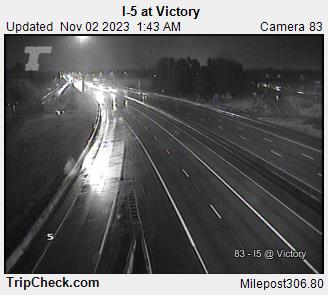 I-5 at Victory
Updated Nov 02 2023 1:43 AM Camera 83
T
S
83 - I5 @ Victory
TripCheck.com Milepost306.80